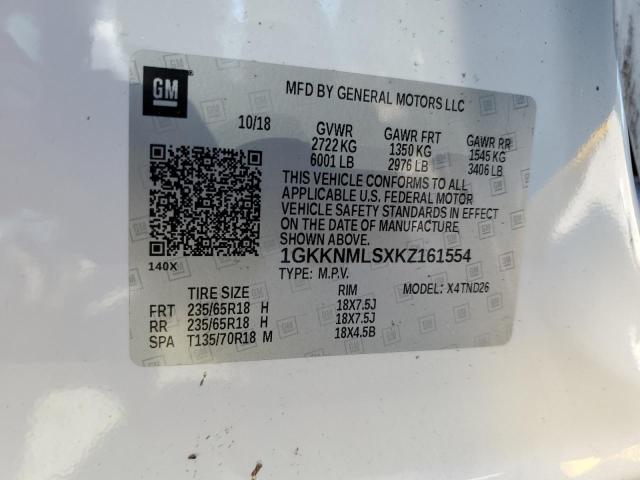 GM
MFD BY GENERAL MOTORS LLC
10/18 GVWR GAWR FRT GAWR RR
2722 KG 1350 KG 1545 KG
6001 LB 2976 LB 3406 LB
THIS VEHICLE CONFORMS TO ALL
APPLICABLE U.S. FEDERAL MOTOR
VEHICLE SAFETY STANDARDS IN EFFECT
ON THE DATE OF MANUFACTURE
SHOWN ABOVE.
140X
1GKKNMLSXKZ161554
TYPE: M.P.V. MODEL: X4TND26
TIRE SIZE RIM
FRT 235/65R18 H 18X7.5J
RR 235/65R18 H 18X7.5J
SPA T135/70R18 M 18X4.5B